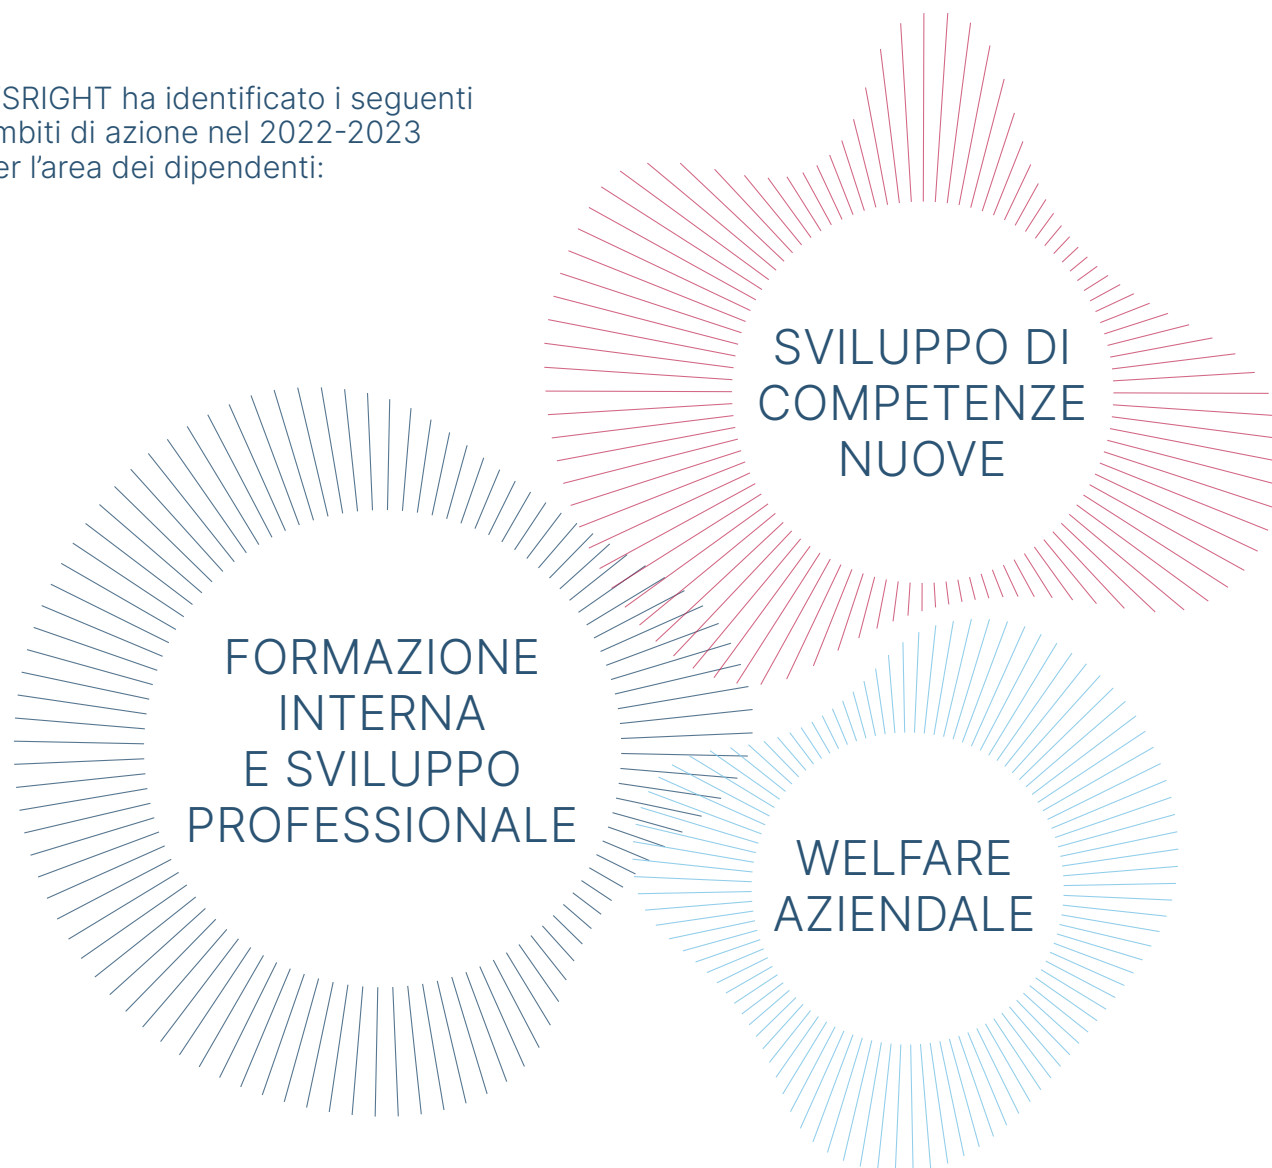 SRIGHT ha identificato i seguenti
mbiti di azione nel 2022-2023
er l'area dei dipendenti:
SVILUPPO DI
COMPETENZE
NUOVE
FORMAZIONE
INTERNA
E SVILUPPO
PROFESSIONALE
WELFARE
AZIENDALE